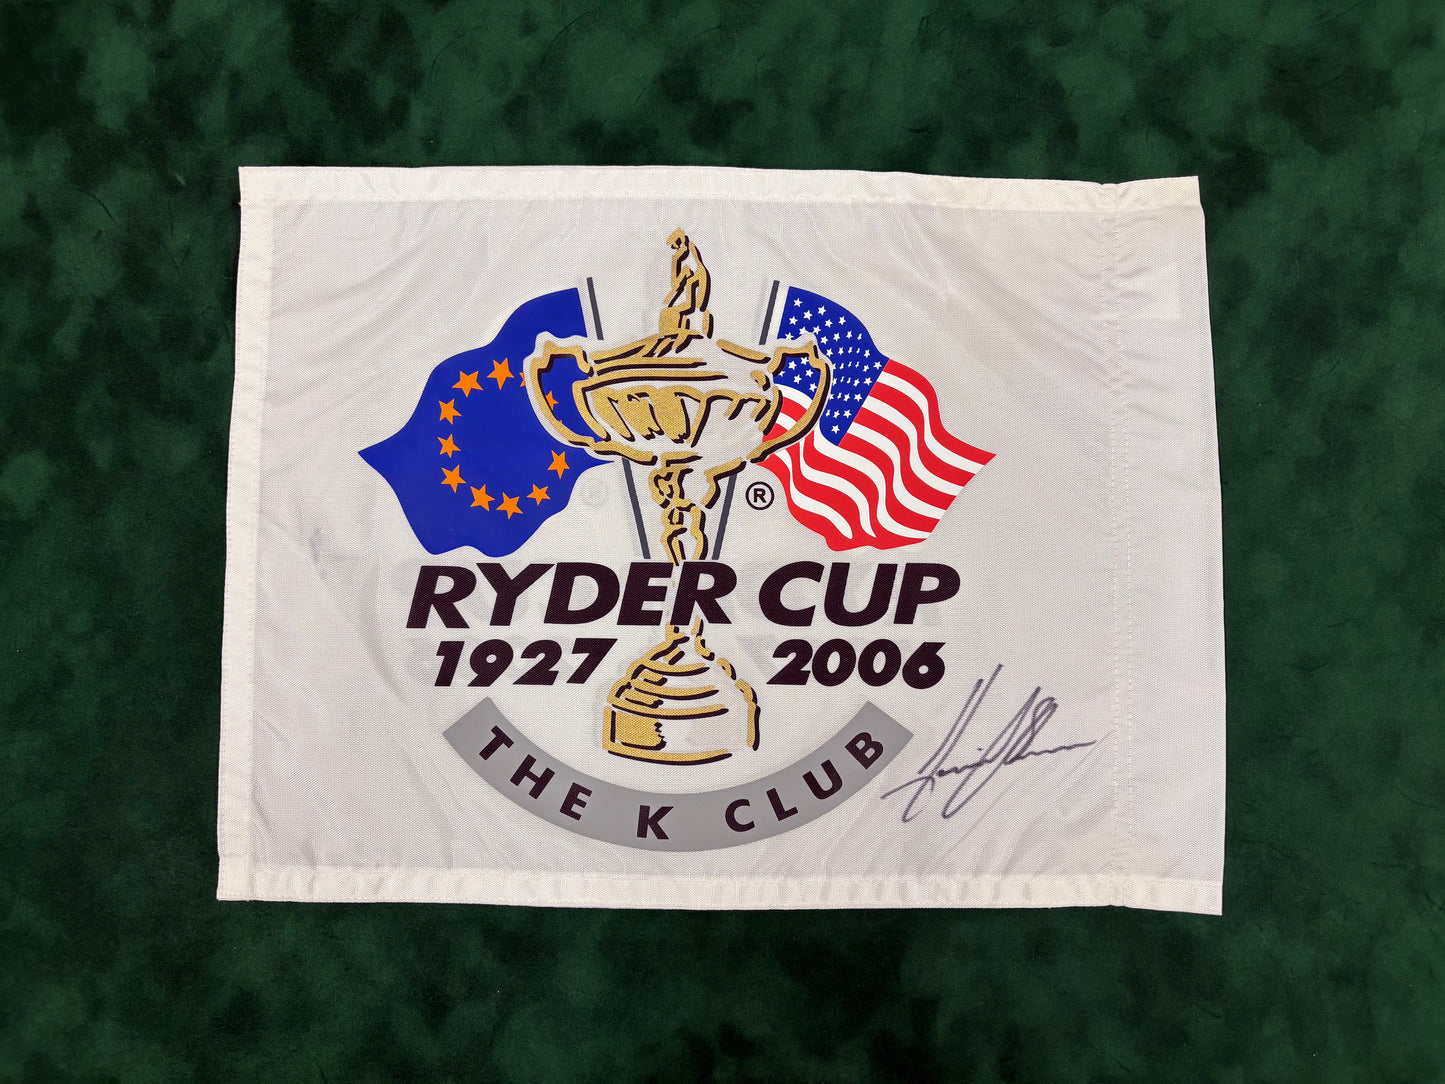 ®
RYDER CUP
1927 2006
THE K CLUB